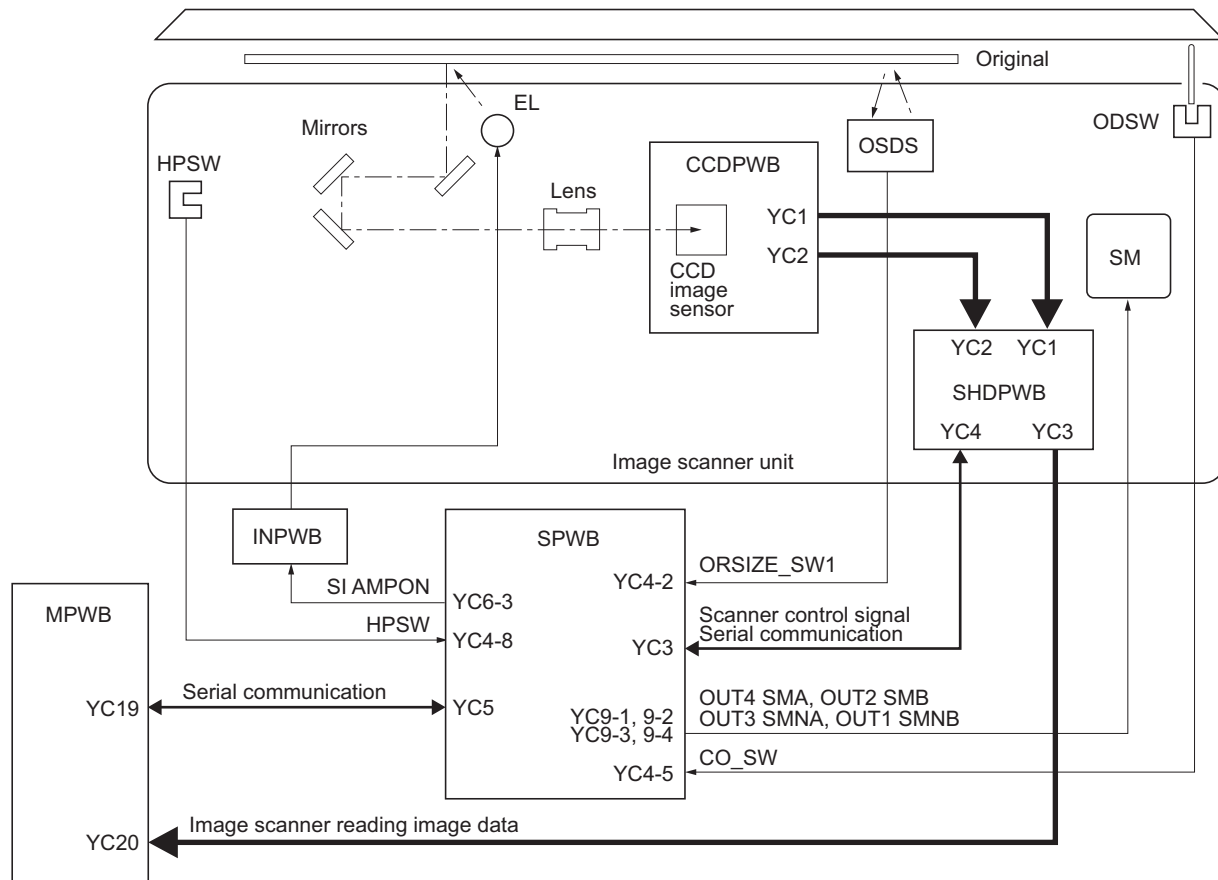 Original
EL
ODSW
Mirrors
OSDS
HPSW
CCDPWB
Lens
YC1
YC2
SM
CCD
image
sensor
YC2 YC1
SHDPWB
YC4 YC3
Image scanner unit
INPWB
SPWB
ORSIZE_SW1
YC4-2
SI AMPON
YC6-3
MPWB
Scanner control signal
Serial communication
HPSW
YC4-8
YC3
Serial communication
YC19
YC5
OUT4 SMA, OUT2 SMB
YC9-1, 9-2
OUT3 SMNA, OUT1 SMNB
YC9-3, 9-4
CO_SW
YC4-5
Image scanner reading image data
YC20